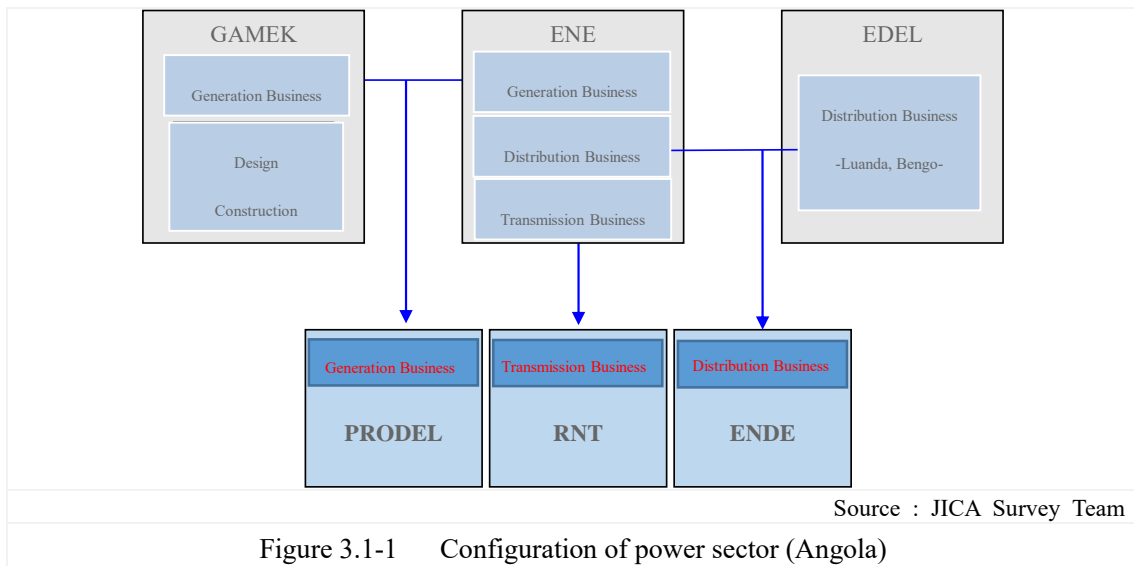 GAMEK
Generation Business
Design
Construction
ENE
Generation Business
Distribution Business
Transmission Business
EDEL
Distribution Business
-Luanda, Bengo-
Generation Business
PRODEL
Transmission Business
RNT
Distribution Business
ENDE
Source : JICA Survey Team
Figure 3.1-1 Configuration of power sector (Angola)